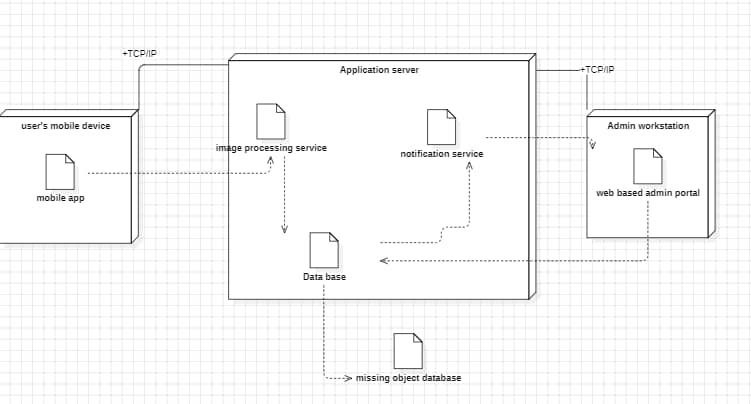 +TCP/IP
Application server
+TCP/IP
user's mobile device
Admin workstation
image processing service
notification service
mobile app
web based admin portal
Data base
missing object database